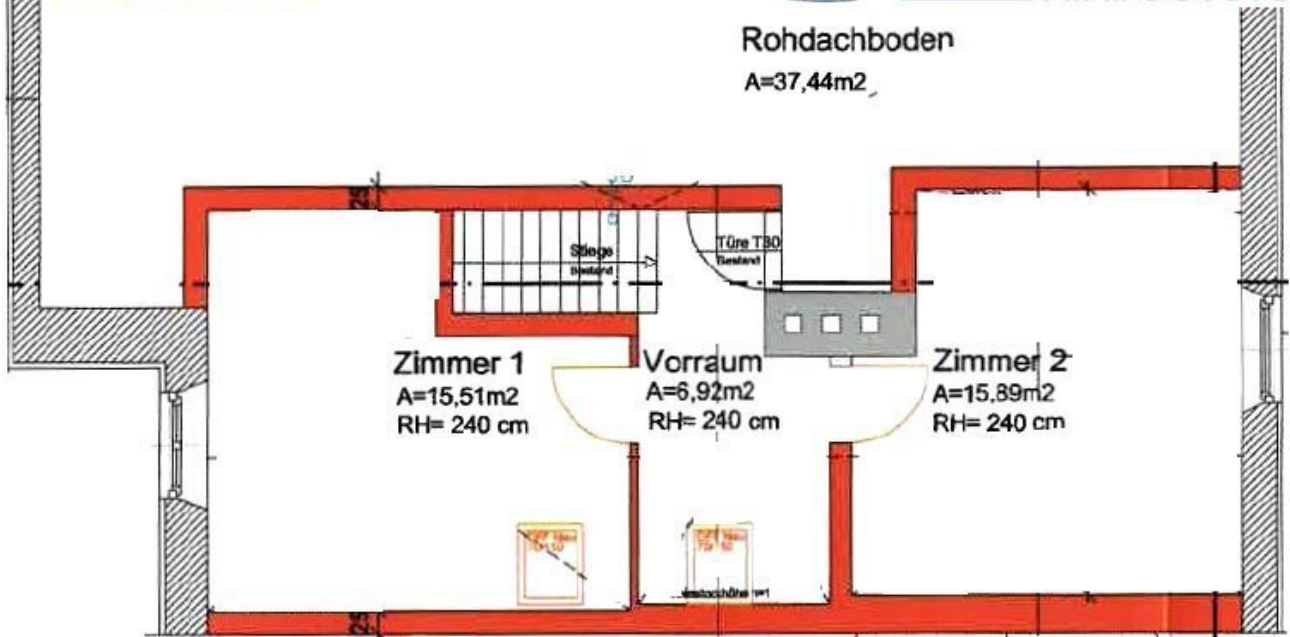 Rohdachboden
A=37,44m2
25
Stiege
Bestand
Türe T30
Bestand
Zimmer 1
A=15,51m2
RH= 240 cm
Vorraum
A=6,92m2
RH= 240 cm
Zimmer 2
A=15,89m2
RH= 240 cm
25